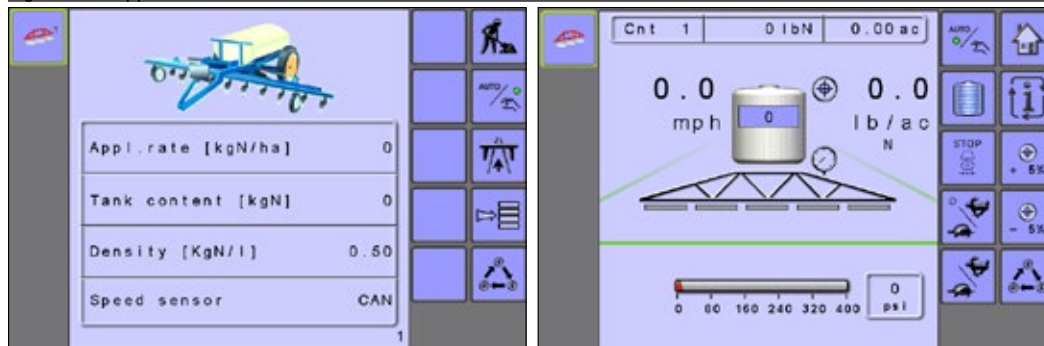 AUTO
Appl.rate [kgN/ha] 0
Tank content [kgN] 0
Density [KgN/l] 0.50
Speed sensor CAN
1
Cnt 1 0 lbN 0.00 ac
AUTO
0.0 mph
0
0.0 lb/ac
N
i
STOP
+ 5%
- 5%
0 80 160 240 320 400
0 psi